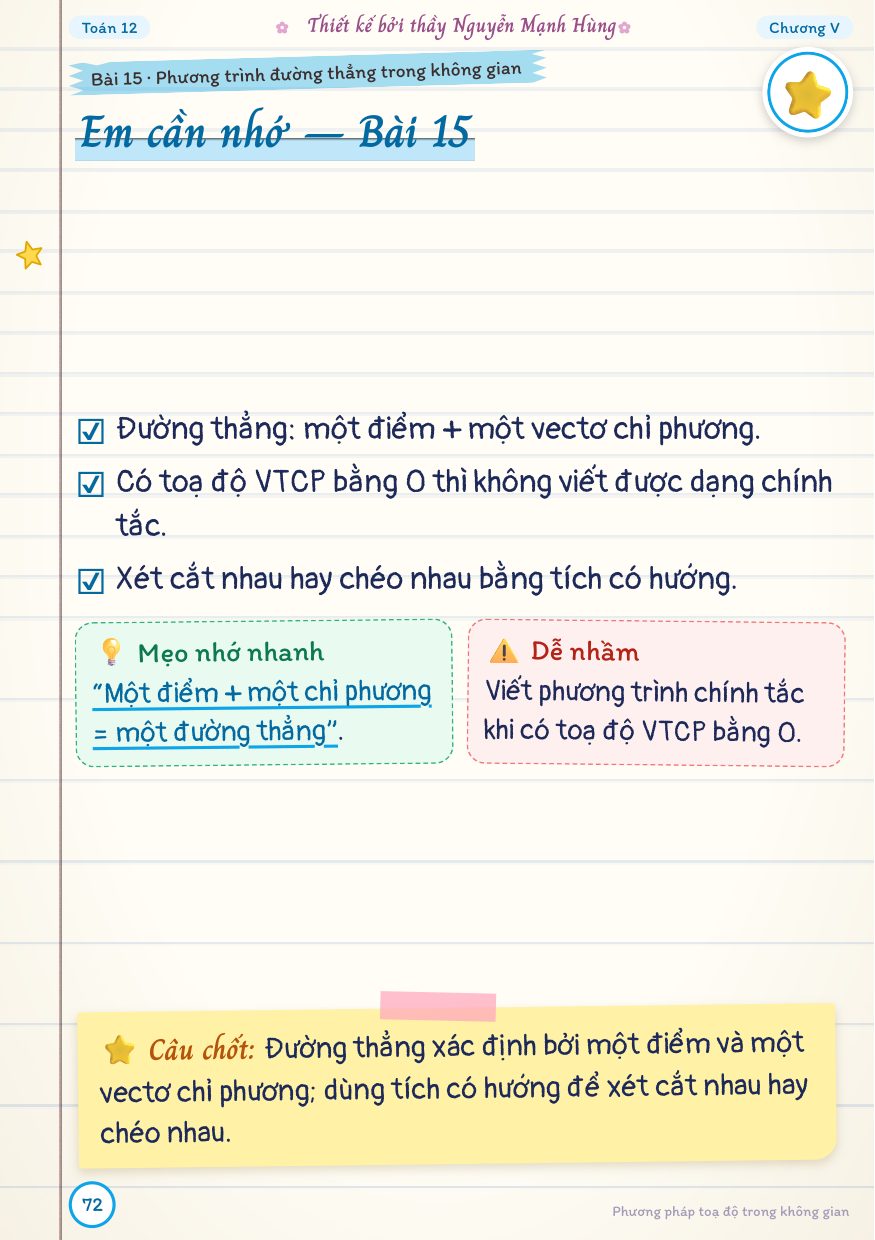 Toán 12
Thiết kế bởi thầy Nguyễn Mạnh Hùng
Chương V
Bài 15 · Phương trình đường thẳng trong không gian
Em cần nhớ — Bài 15
Đường thẳng: một điểm + một vectơ chỉ phương.
Có toạ độ VTCP bằng 0 thì không viết được dạng chính
tắc.
Xét cắt nhau hay chéo nhau bằng tích có hướng.
Mẹo nhớ nhanh
“Một điểm + một chỉ phương
= một đường thẳng”.
Dễ nhầm
Viết phương trình chính tắc
khi có toạ độ VTCP bằng 0.
Câu chốt: Đường thẳng xác định bởi một điểm và một
vectơ chỉ phương; dùng tích có hướng để xét cắt nhau hay
chéo nhau.
72
Phương pháp toạ độ trong không gian